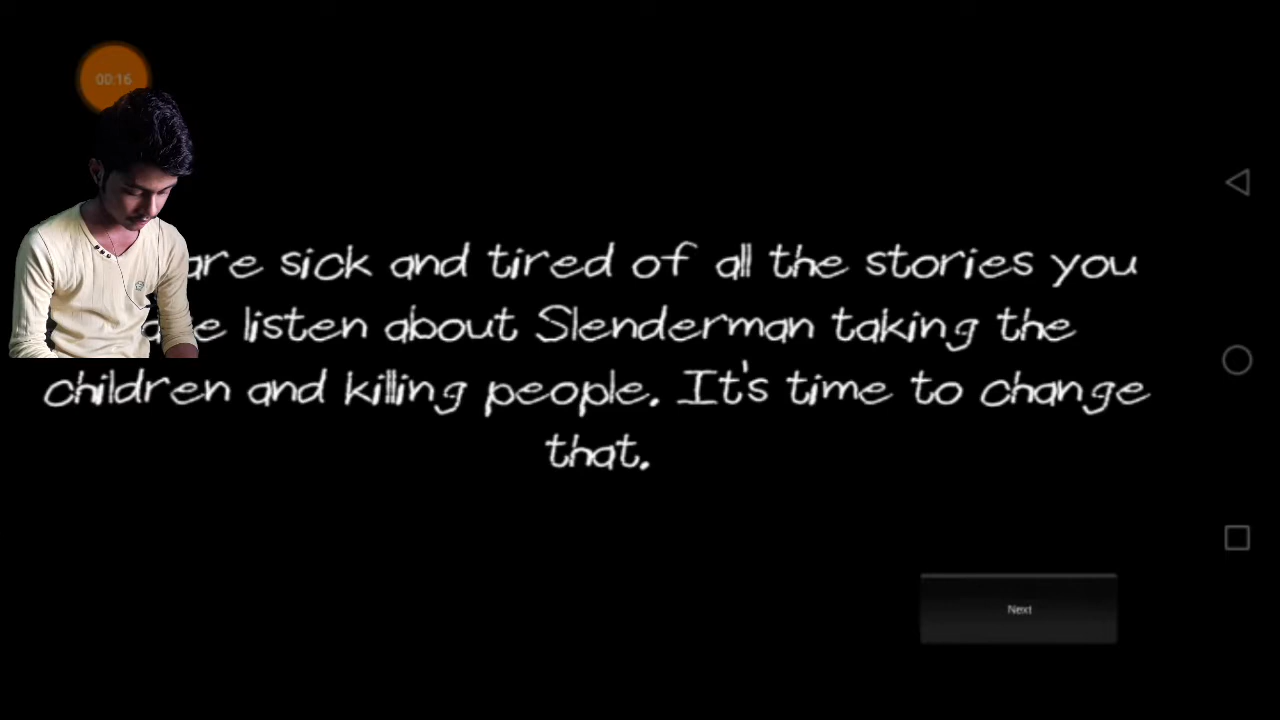 00:16
are sick and tired of all the stories you
listen about Slenderman taking the
children and killing people. It's time to change
that.
Next